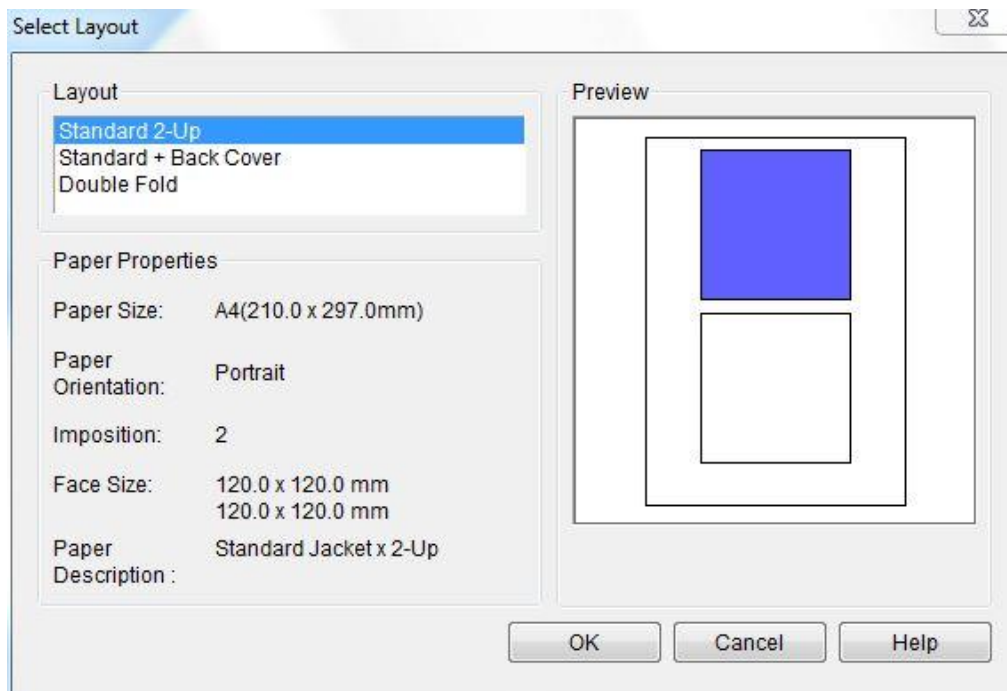 Select Layout
Layout
Standard 2-Up
Standard + Back Cover
Double Fold
Paper Properties
Paper Size: A4(210.0 x 297.0mm)
Paper
Orientation: Portrait
Imposition: 2
Face Size: 120.0 x 120.0 mm
120.0 x 120.0 mm
Paper Standard Jacket x 2-Up
Description :
Preview
OK Cancel Help